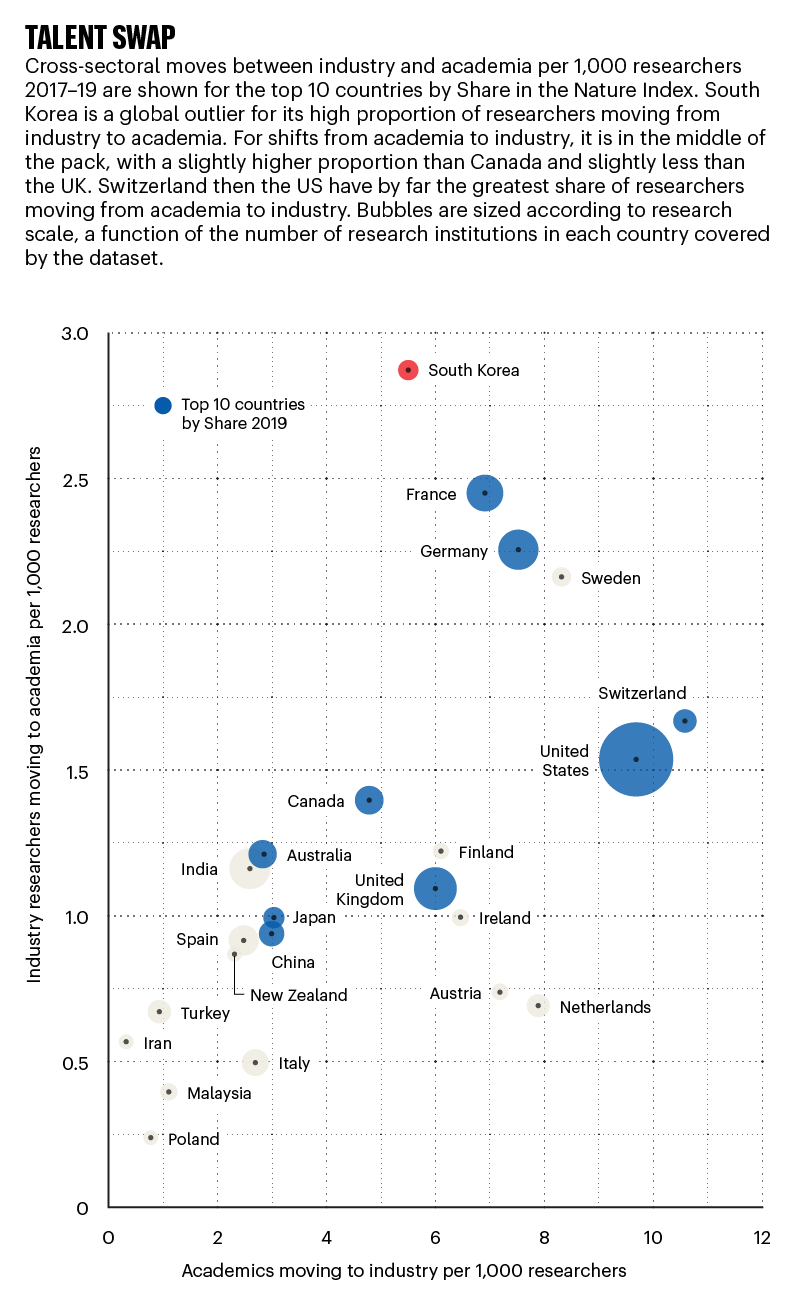 TALENT SWAP
Cross-sectoral moves between industry and academia per 1,000 researchers
2017–19 are shown for the top 10 countries by Share in the Nature Index. South
Korea is a global outlier for its high proportion of researchers moving from
industry to academia. For shifts from academia to industry, it is in the middle of
the pack, with a slightly higher proportion than Canada and slightly less than
the UK. Switzerland then the US have by far the greatest share of researchers
moving from academia to industry. Bubbles are sized according to research
scale, a function of the number of research institutions in each country covered
by the dataset.
3.0
South Korea
Top 10 countries
by Share 2019
2.5
France
Germany
Sweden
2.0
Switzerland
United
States
1.5
Canada
Australia
Finland
India
United
Kingdom
1.0
Japan
Ireland
Spain
China
New Zealand
Austria
Netherlands
Turkey
Iran
0.5
Italy
Malaysia
Poland
0
Industry researchers moving to academia per 1,000 researchers
0 2 4 6 8 10 12
Academics moving to industry per 1,000 researchers